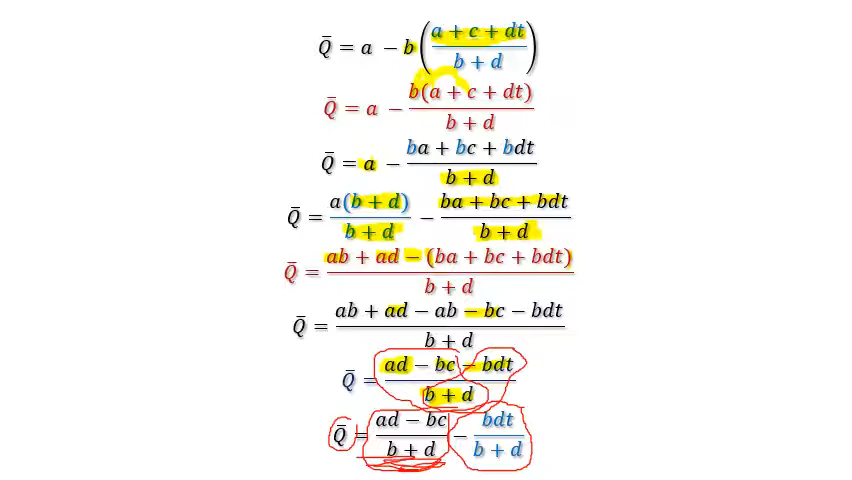 Q̄ = a − b((a + c + dt)/(b + d))
Q̄ = a − b(a + c + dt)/(b + d)
Q̄ = a − (ba + bc + bdt)/(b + d)
Q̄ = a(b + d)/(b + d) − (ba + bc + bdt)/(b + d)
Q̄ = (ab + ad − (ba + bc + bdt))/(b + d)
Q̄ = (ab + ad − ab − bc − bdt)/(b + d)
Q̄ = (ad − bc − bdt)/(b + d)
Q̄ = (ad − bc)/(b + d) − bdt/(b + d)